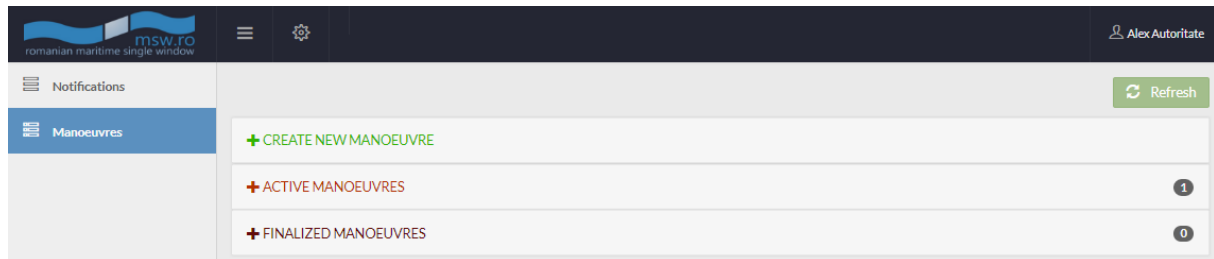 msw.ro
romanian maritime single window
Alex Autoritate
Notifications
Refresh
Manoeuvres
CREATE NEW MANOEUVRE
ACTIVE MANOEUVRES 1
FINALIZED MANOEUVRES 0